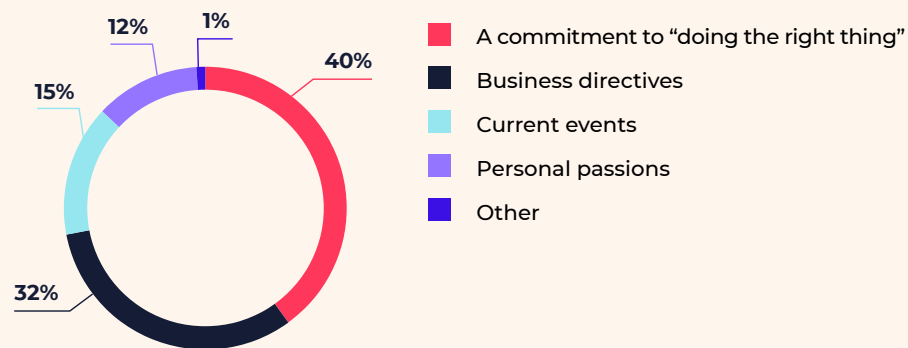 1%
12%
40%
15%
32%
A commitment to “doing the right thing”
Business directives
Current events
Personal passions
Other